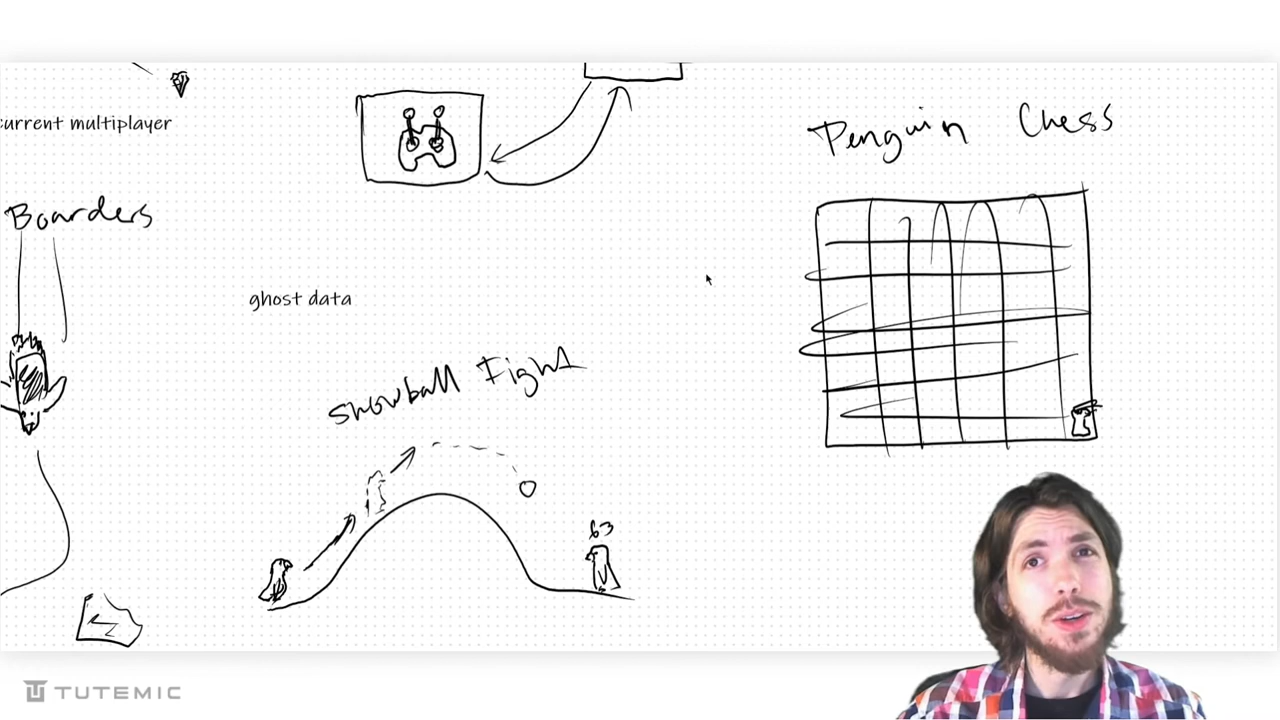 current multiplayer
Penguin Chess
Boarders
ghost data
Snowball Fight
63
TUTEMIC